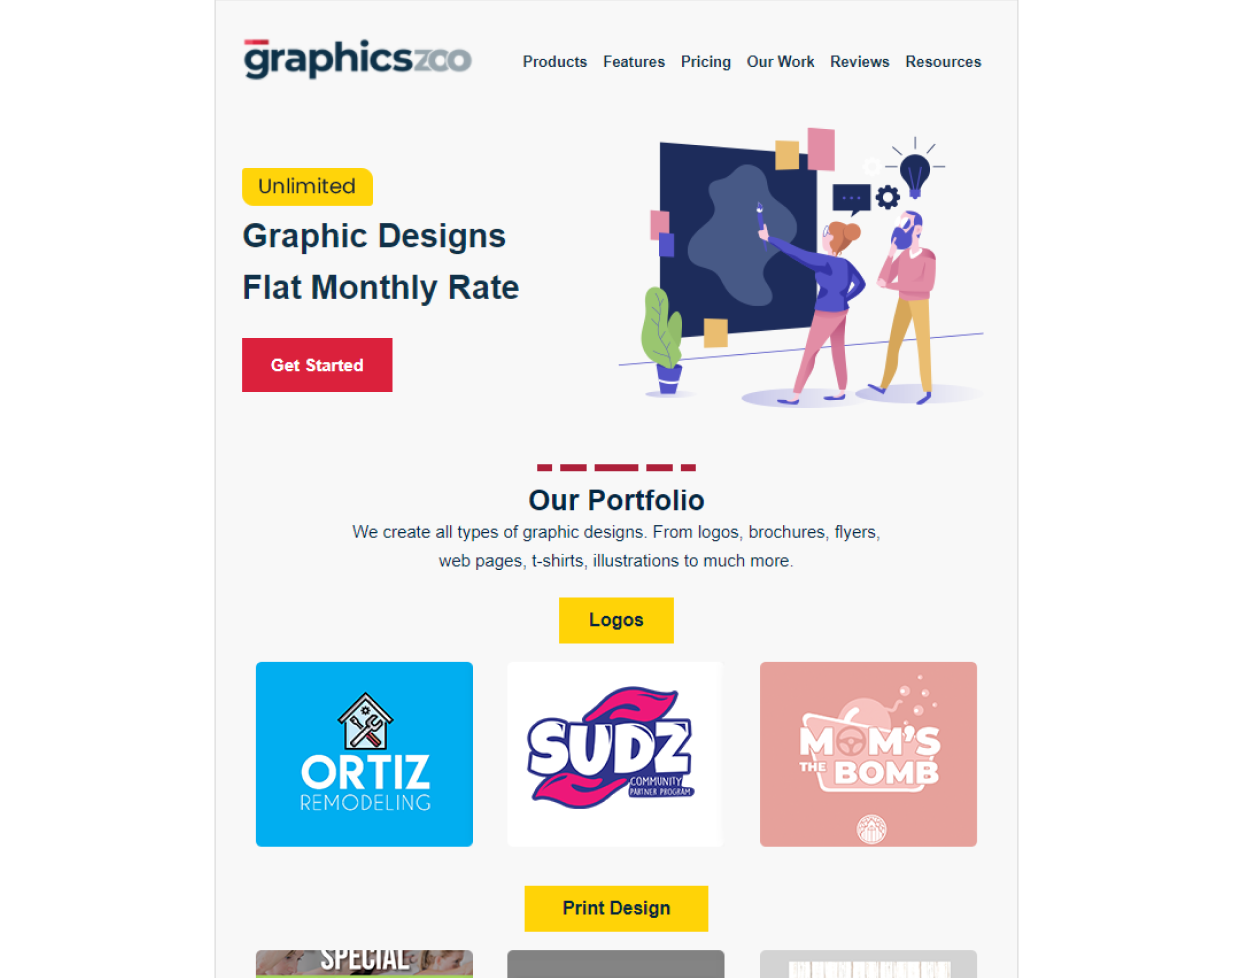 graphicszoo
Products Features Pricing Our Work Reviews Resources
Unlimited
Graphic Designs
Flat Monthly Rate
Get Started
Our Portfolio
We create all types of graphic designs. From logos, brochures, flyers,
web pages, t-shirts, illustrations to much more.
Logos
ORTIZ
REMODELING
SUDZ
COMMUNITY
PARTNER PROGRAM
MOM'S
THE BOMB
Print Design
SPECIAL